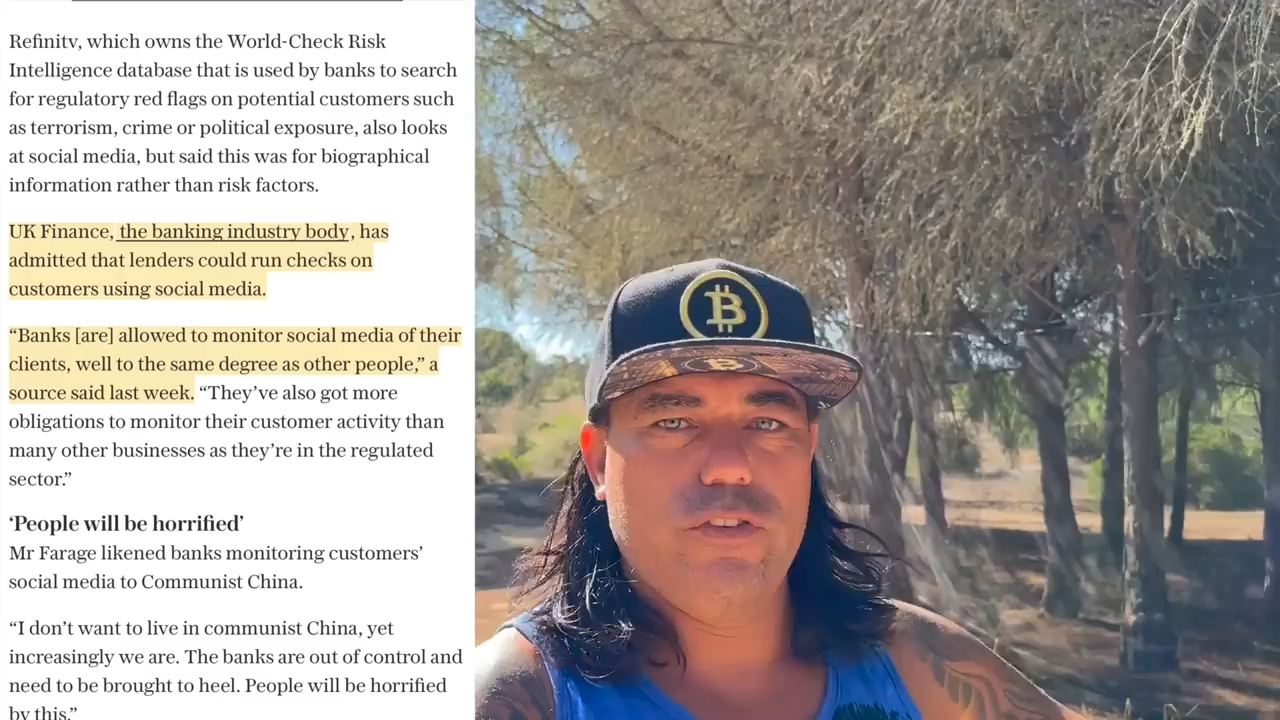 Refinitv, which owns the World-Check Risk
Intelligence database that is used by banks to search
for regulatory red flags on potential customers such
as terrorism, crime or political exposure, also looks
at social media, but said this was for biographical
information rather than risk factors.
UK Finance, the banking industry body, has
admitted that lenders could run checks on
customers using social media.
“Banks [are] allowed to monitor social media of their
clients, well to the same degree as other people,” a
source said last week. “They’ve also got more
obligations to monitor their customer activity than
many other businesses as they’re in the regulated
sector.”
‘People will be horrified’
Mr Farage likened banks monitoring customers’
social media to Communist China.
“I don’t want to live in communist China, yet
increasingly we are. The banks are out of control and
need to be brought to heel. People will be horrified
by this.”